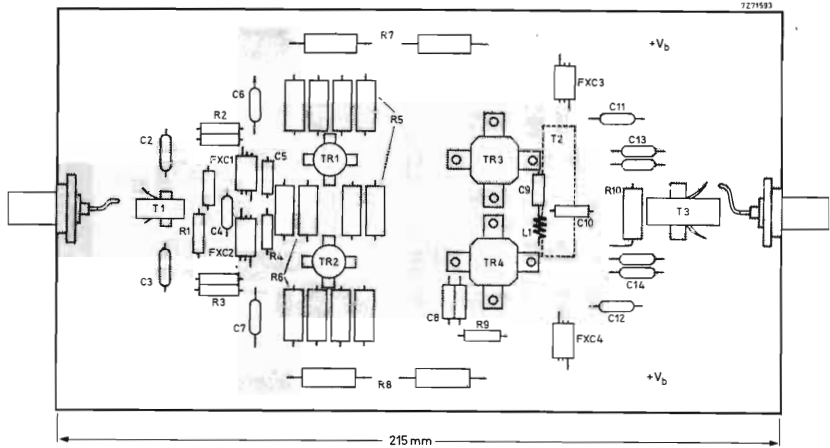 7Z71593
R7
+Vb
FXC3
C6
R2
R5
C11
C2
T2
FXC1
C5
TR1
TR3
C13
C9
R10
T1
C4
C10
T3
R1
L1
FXC2
R4
TR2
TR4
C3
R6
R3
C14
C7
C8
R9
C12
FXC4
R8
+Vb
215mm